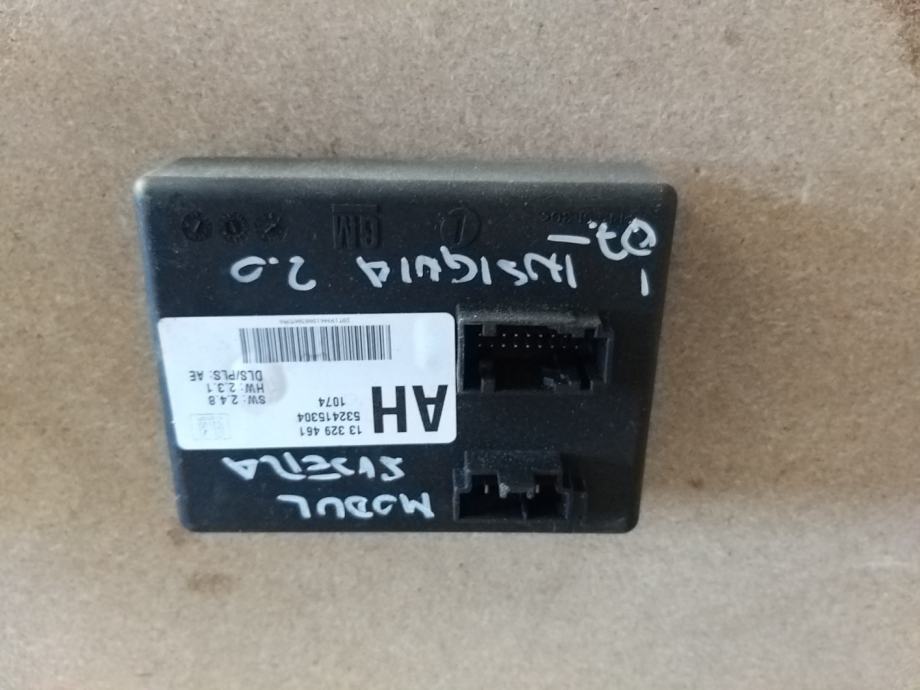 MODUL
SVJETLA
13 329 461
532415304
AH 1074
SW: 2.4.8
HW: 2.3.1
DLS/PLS: AE
INSIGNIA 2.0
GM